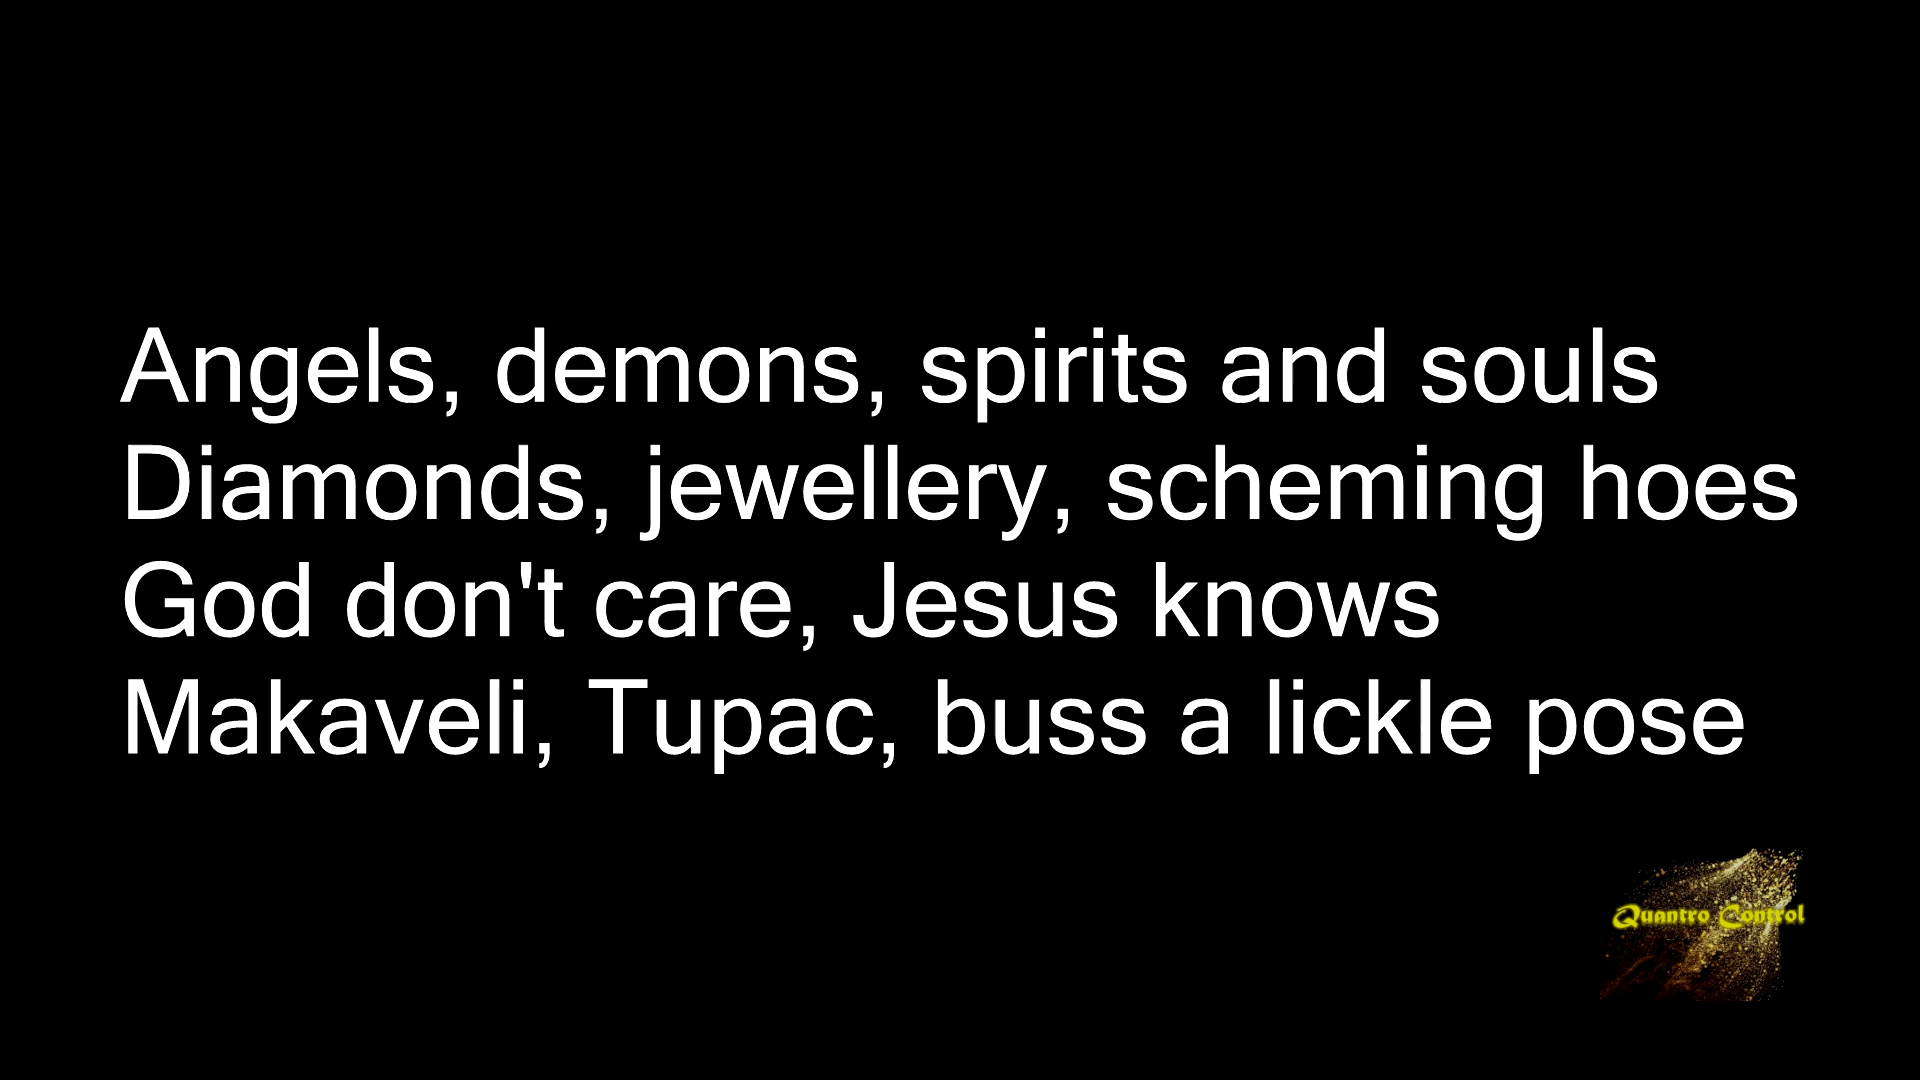 Angels, demons, spirits and souls
Diamonds, jewellery, scheming hoes
God don't care, Jesus knows
Makaveli, Tupac, buss a lickle pose
Quantro Control